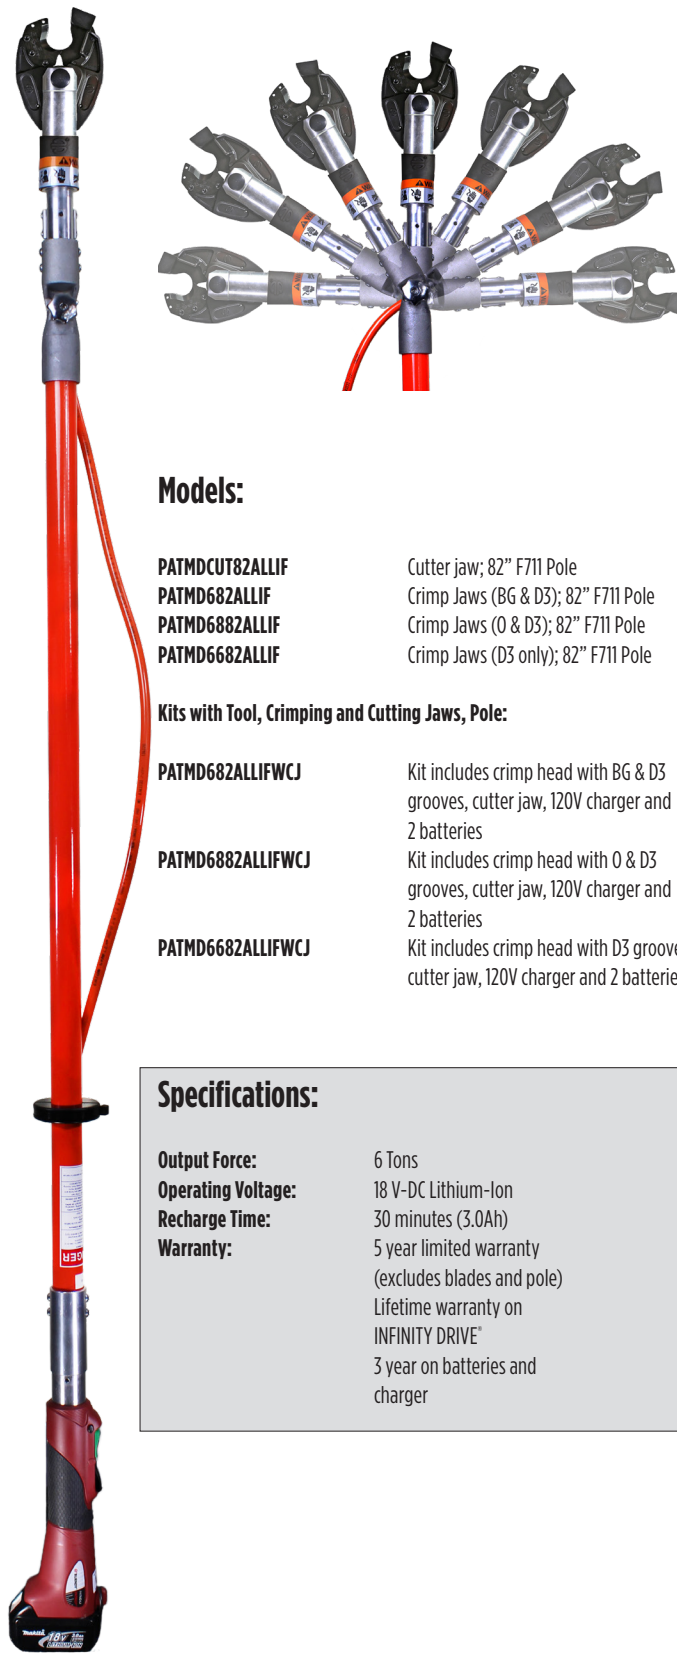 Models:
PATMDCUT82ALLIF Cutter jaw; 82” F711 Pole
PATMD682ALLIF Crimp Jaws (BG & D3); 82” F711 Pole
PATMD6882ALLIF Crimp Jaws (O & D3); 82” F711 Pole
PATMD6682ALLIF Crimp Jaws (D3 only); 82” F711 Pole
Kits with Tool, Crimping and Cutting Jaws, Pole:
PATMD682ALLIFWCJ Kit includes crimp head with BG & D3
grooves, cutter jaw, 120V charger and
2 batteries
PATMD6882ALLIFWCJ Kit includes crimp head with O & D3
grooves, cutter jaw, 120V charger and
2 batteries
PATMD6682ALLIFWCJ Kit includes crimp head with D3 groove
cutter jaw, 120V charger and 2 batterie
Specifications:
Output Force: 6 Tons
Operating Voltage: 18 V-DC Lithium-Ion
Recharge Time: 30 minutes (3.0Ah)
Warranty: 5 year limited warranty
(excludes blades and pole)
Lifetime warranty on
INFINITY DRIVE®
3 year on batteries and
charger
makita 18V
LITHIUM-ION